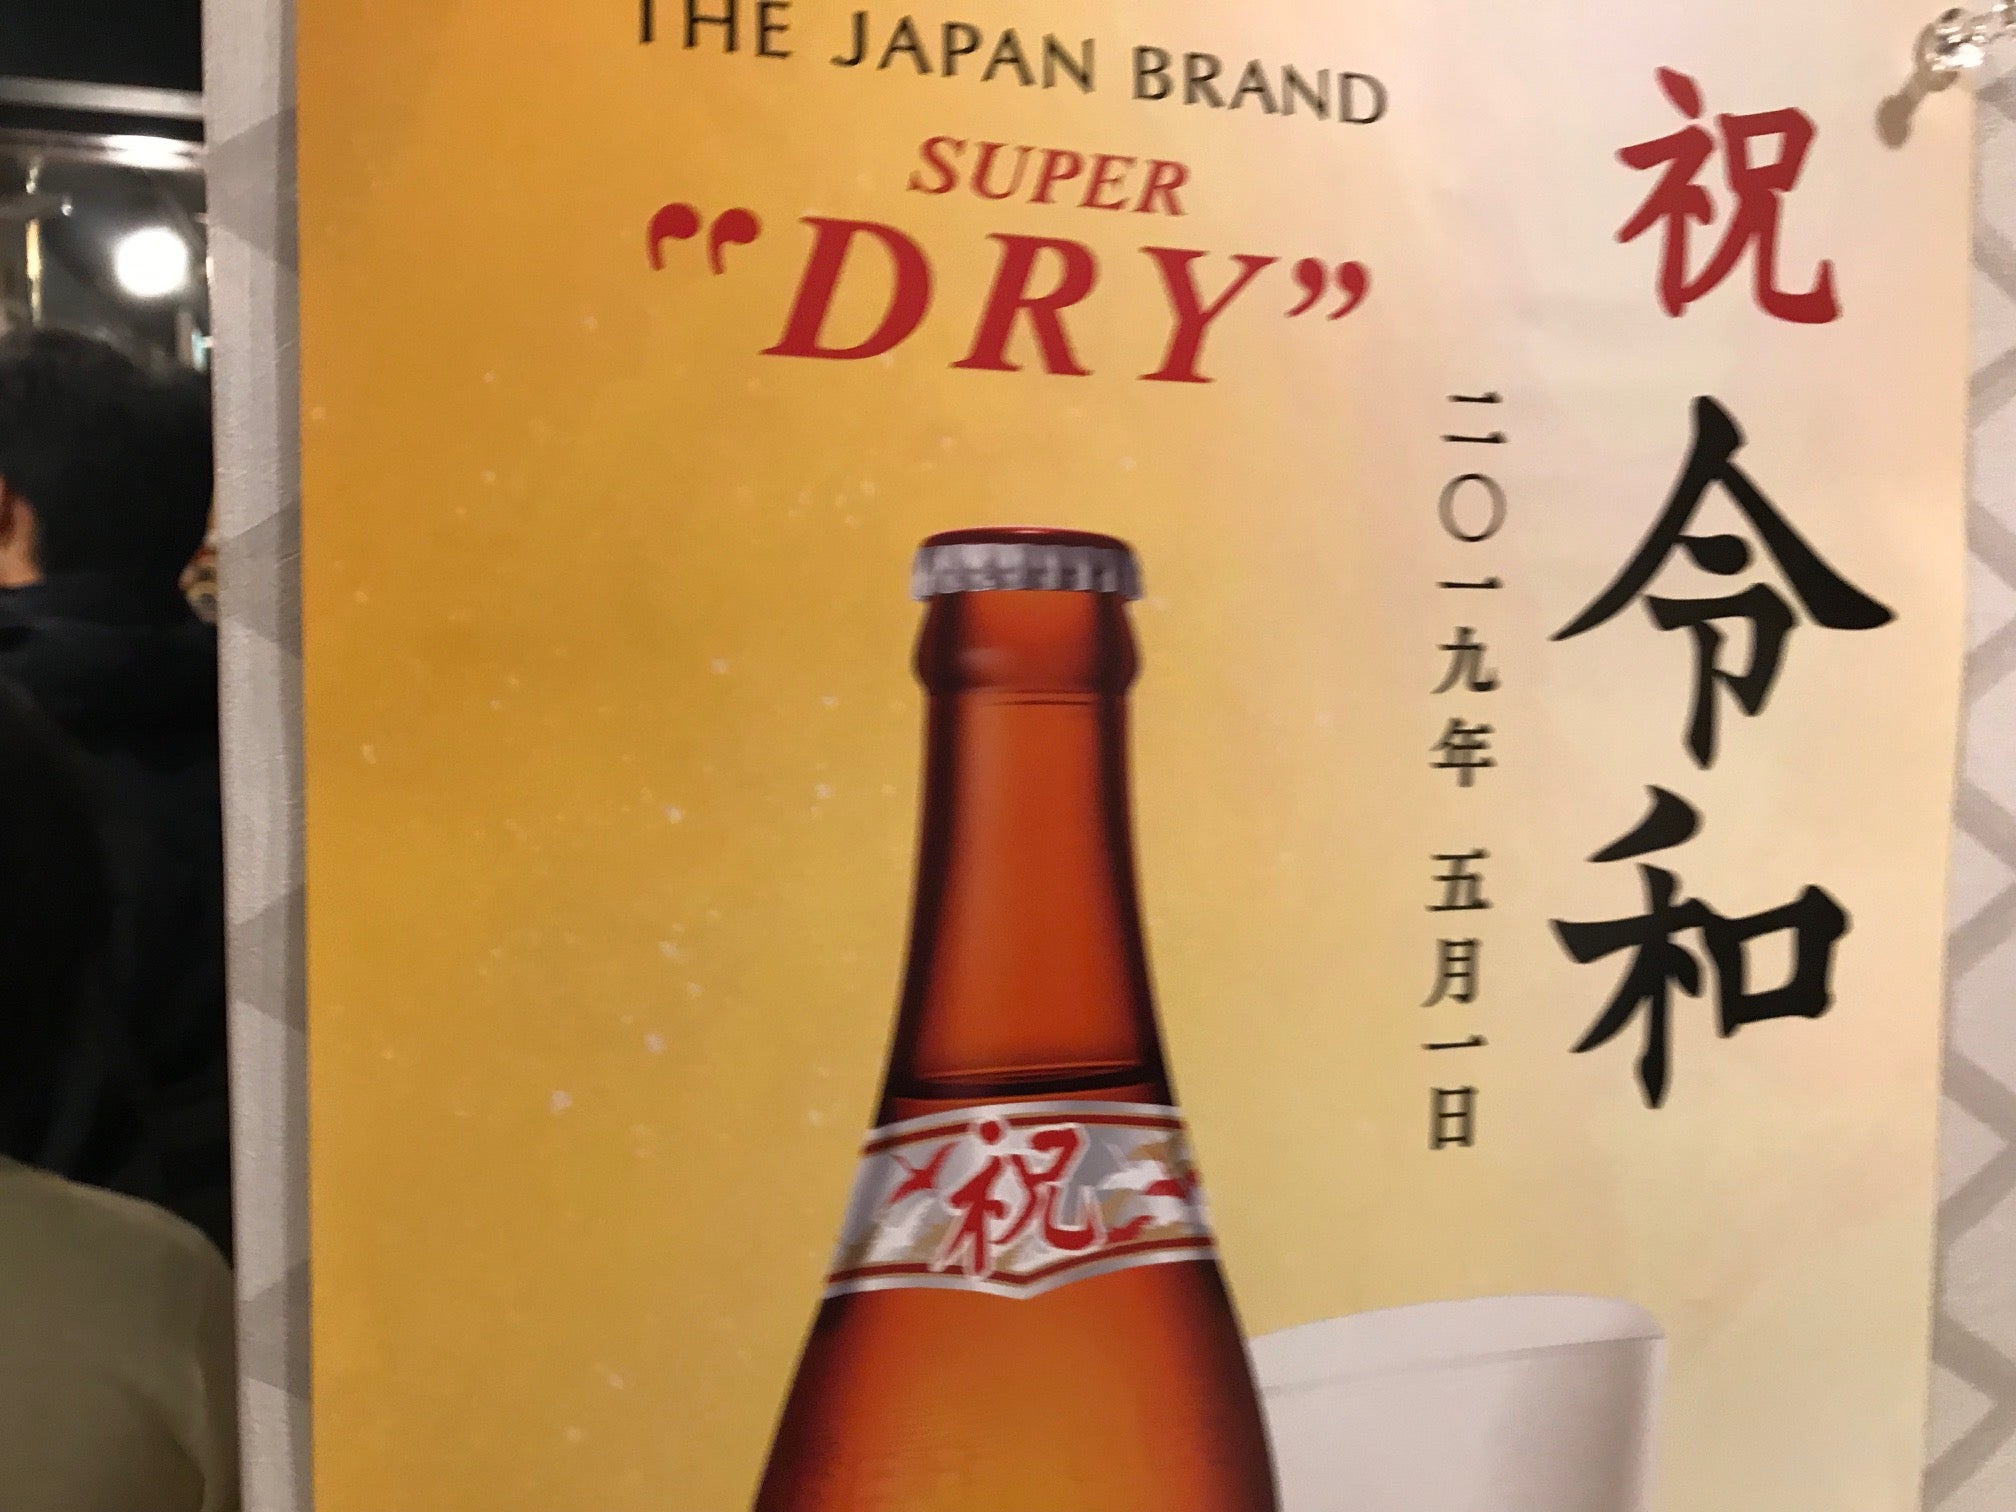 THE JAPAN BRAND
SUPER
“DRY”
祝
令和
二〇一九年 五月一日
祝